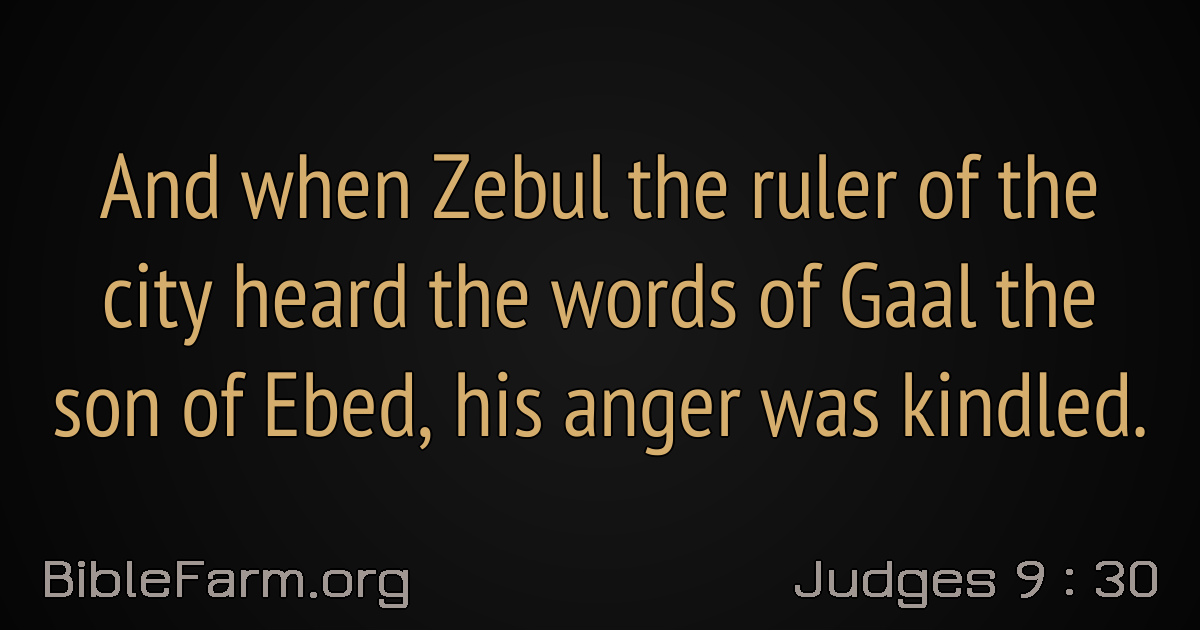 And when Zebul the ruler of the
city heard the words of Gaal the
son of Ebed, his anger was kindled.
BibleFarm.org
Judges 9 : 30